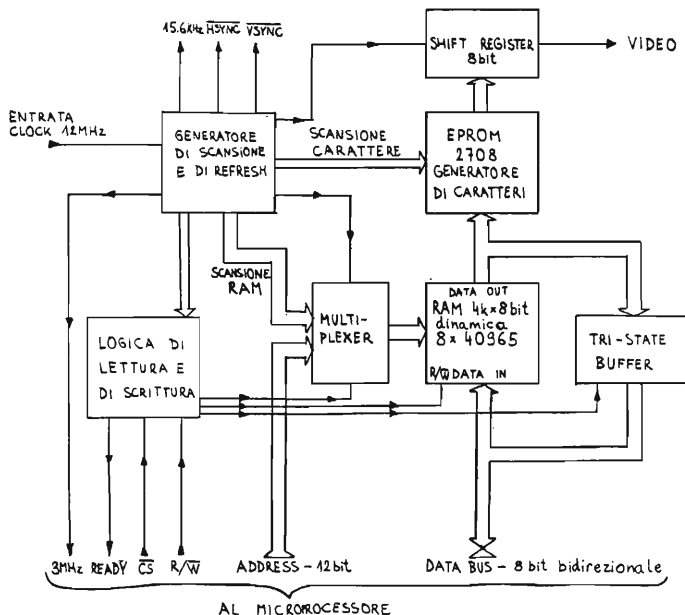 15.6KHz HSYNC VSYNC
SHIFT REGISTER
8bit
VIDEO
ENTRATA
CLOCK 12MHz
GENERATORE
DI SCANSIONE
E DI REFRESH
SCANSIONE
CARATTERE
EPROM
2708
GENERATORE
DI CARATTERI
SCANSIONE
RAM
MULTI-
PLEXER
DATA OUT
RAM 4k×8bit
dinamica
8 × 40965
R/W DATA IN
TRI-STATE
BUFFER
LOGICA DI
LETTURA E
DI SCRITTURA
3MHz READY CS R/W ADDRESS - 12bit DATA BUS - 8 bit bidirezionale
AL MICROPROCESSORE